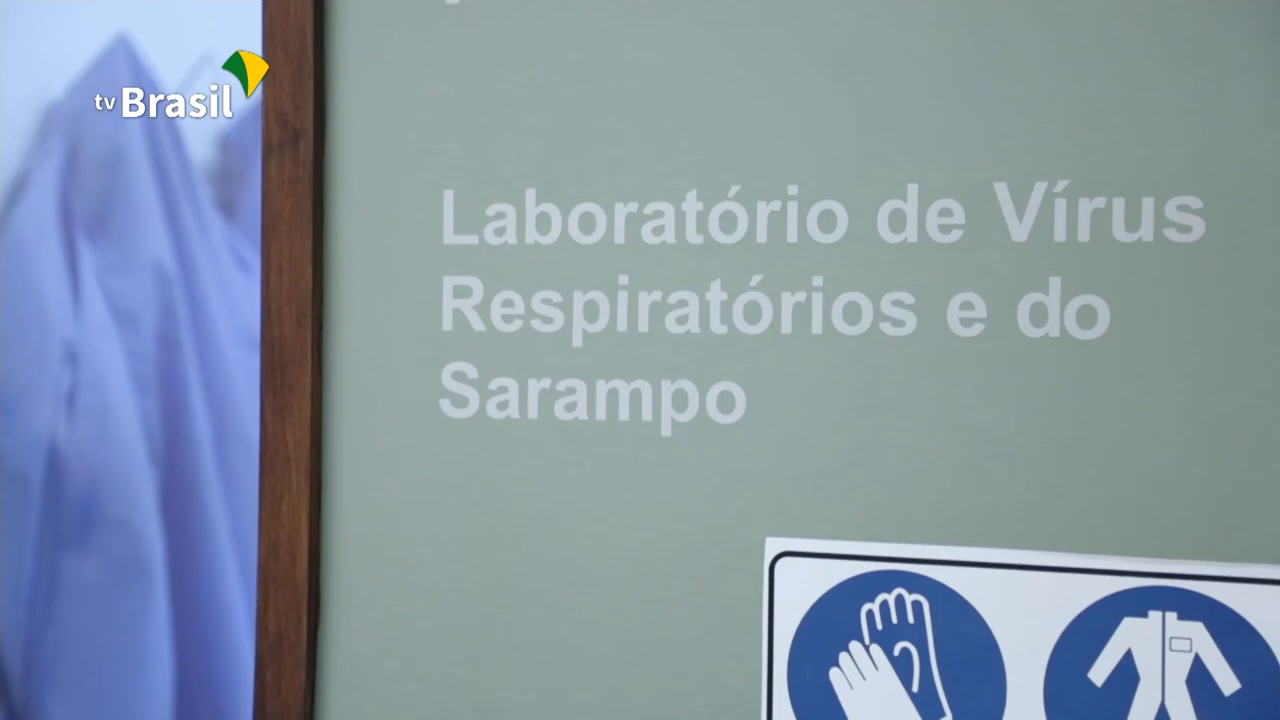 tv Brasil
Laboratório de Vírus
Respiratórios e do
Sarampo